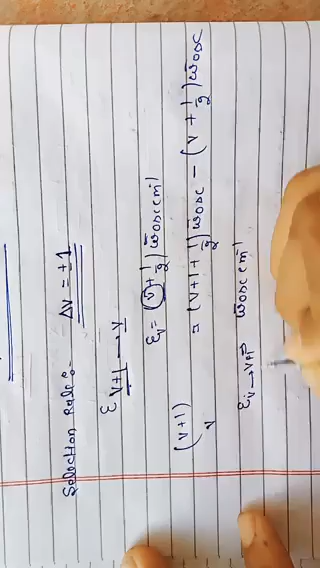 Selection Rule:- Δv = ±1
ε v+1 → v
εv = (v + 1/2) ω̄osc cm⁻¹
(v+1) = (v+1 + 1/2) ω̄osc - (v + 1/2) ω̄osc
v
ε v→v+1 = ω̄osc cm⁻¹